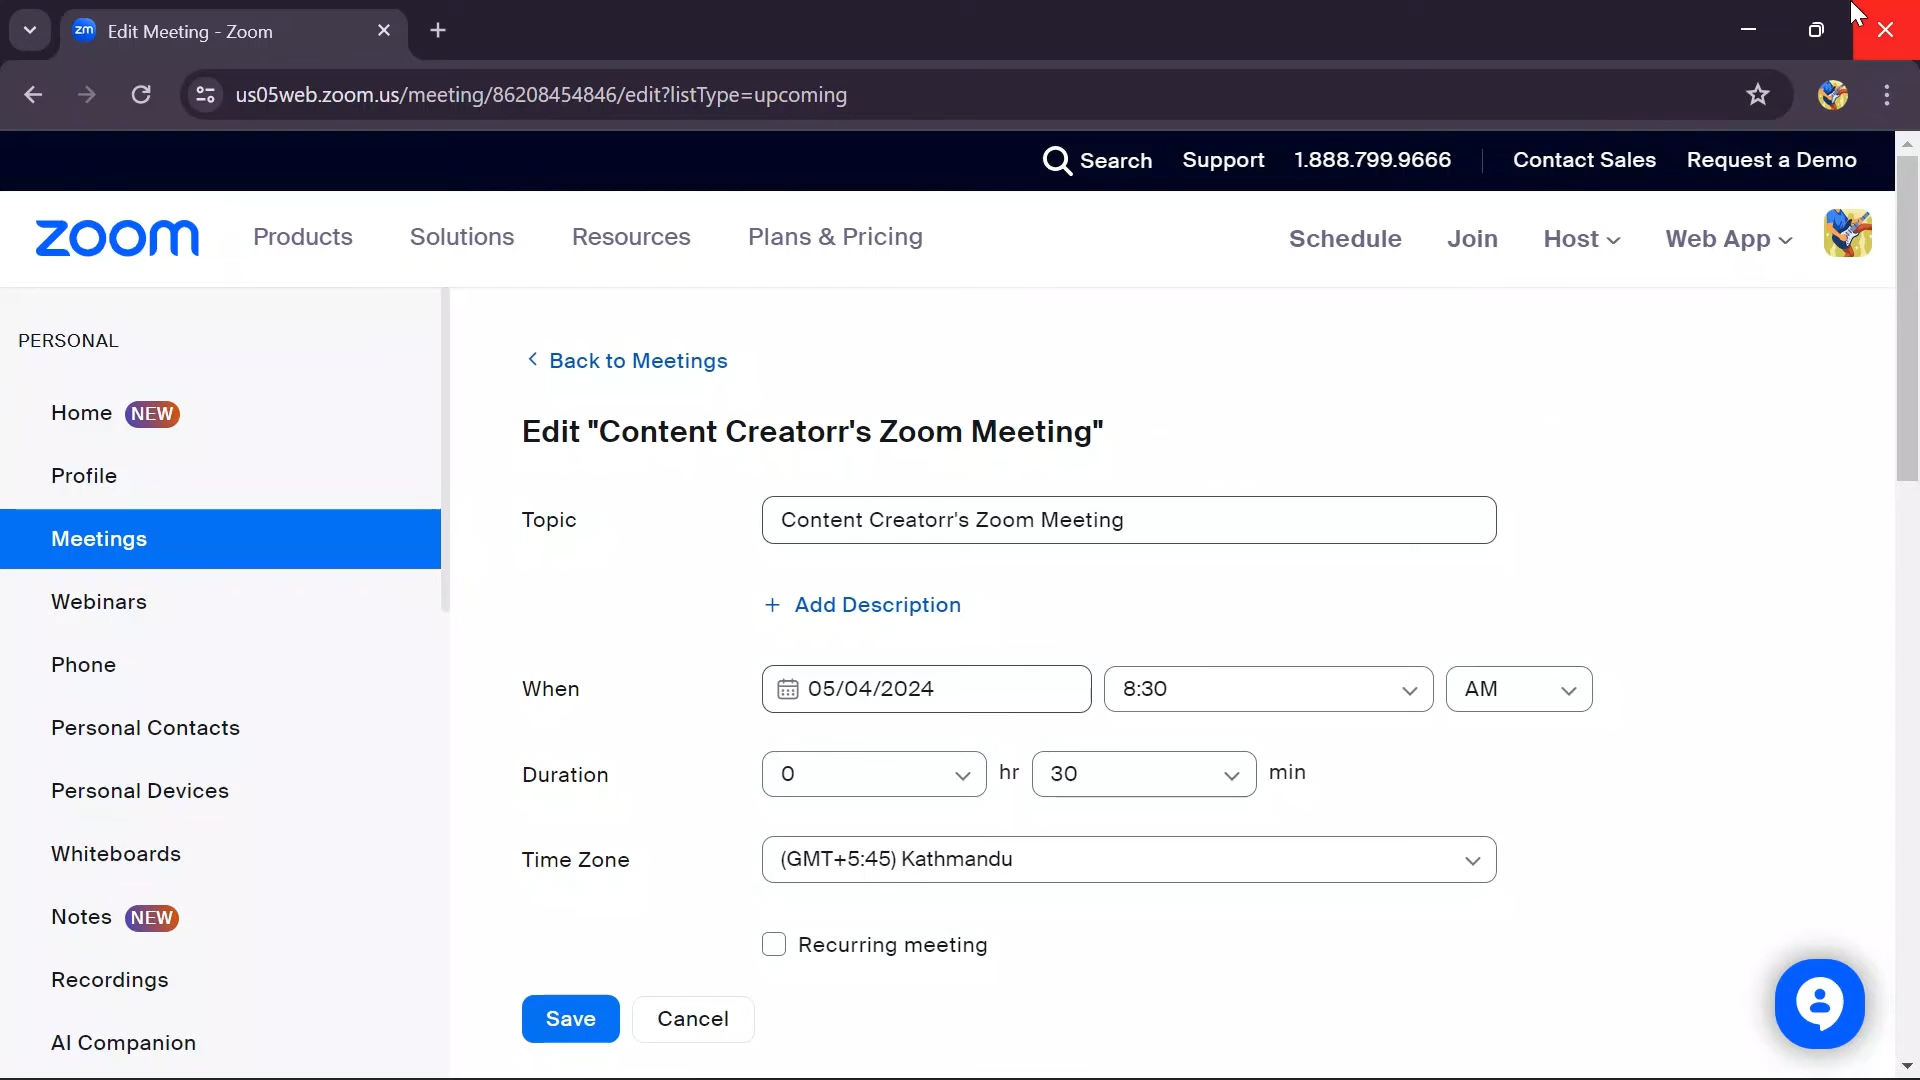 zm Edit Meeting - Zoom
us05web.zoom.us/meeting/86208454846/edit?listType=upcoming
Search Support 1.888.799.9666 Contact Sales Request a Demo
zoom Products Solutions Resources Plans & Pricing Schedule Join Host Web App
PERSONAL
Home NEW
Profile
Meetings
Webinars
Phone
Personal Contacts
Personal Devices
Whiteboards
Notes NEW
Recordings
AI Companion
Back to Meetings
Edit "Content Creatorr's Zoom Meeting"
Topic Content Creatorr's Zoom Meeting
+ Add Description
When 05/04/2024 8:30 AM
Duration 0 hr 30 min
Time Zone (GMT+5:45) Kathmandu
Recurring meeting
Save Cancel